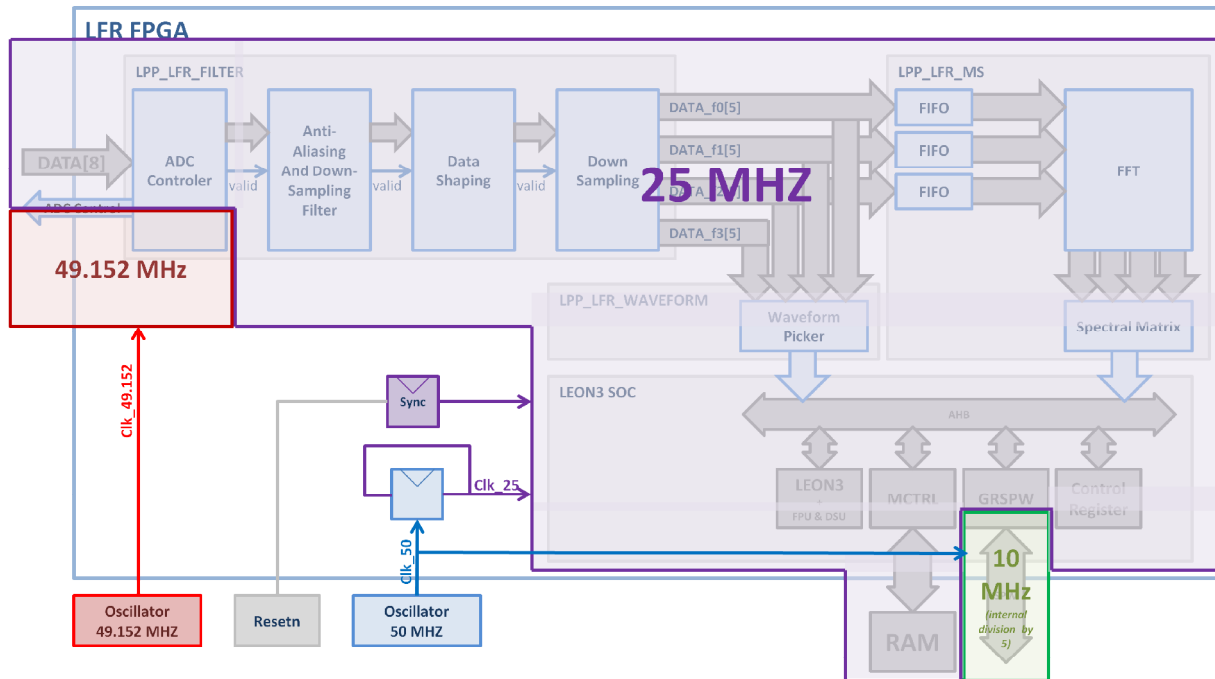 LFR FPGA
LPP_LFR_FILTER
LPP_LFR_MS
DATA[8]
ADC
Controler
valid
Anti-
Aliasing
And Down-
Sampling
Filter
valid
Data
Shaping
valid
Down
Sampling
DATA_f0[5]
DATA_f1[5]
DATA_f3[5]
25 MHZ
FIFO
FIFO
FIFO
FFT
ADC Control
49.152 MHz
LPP_LFR_WAVEFORM
Waveform
Picker
Spectral Matrix
Clk_49.152
Sync
LEON3 SOC
AHB
Clk_25
LEON3
FPU & DSU
MCTRL
GRSPW
Control
Register
Clk_50
10
MHz
(internal
division by
5)
Oscillator
49.152 MHZ
Resetn
Oscillator
50 MHZ
RAM